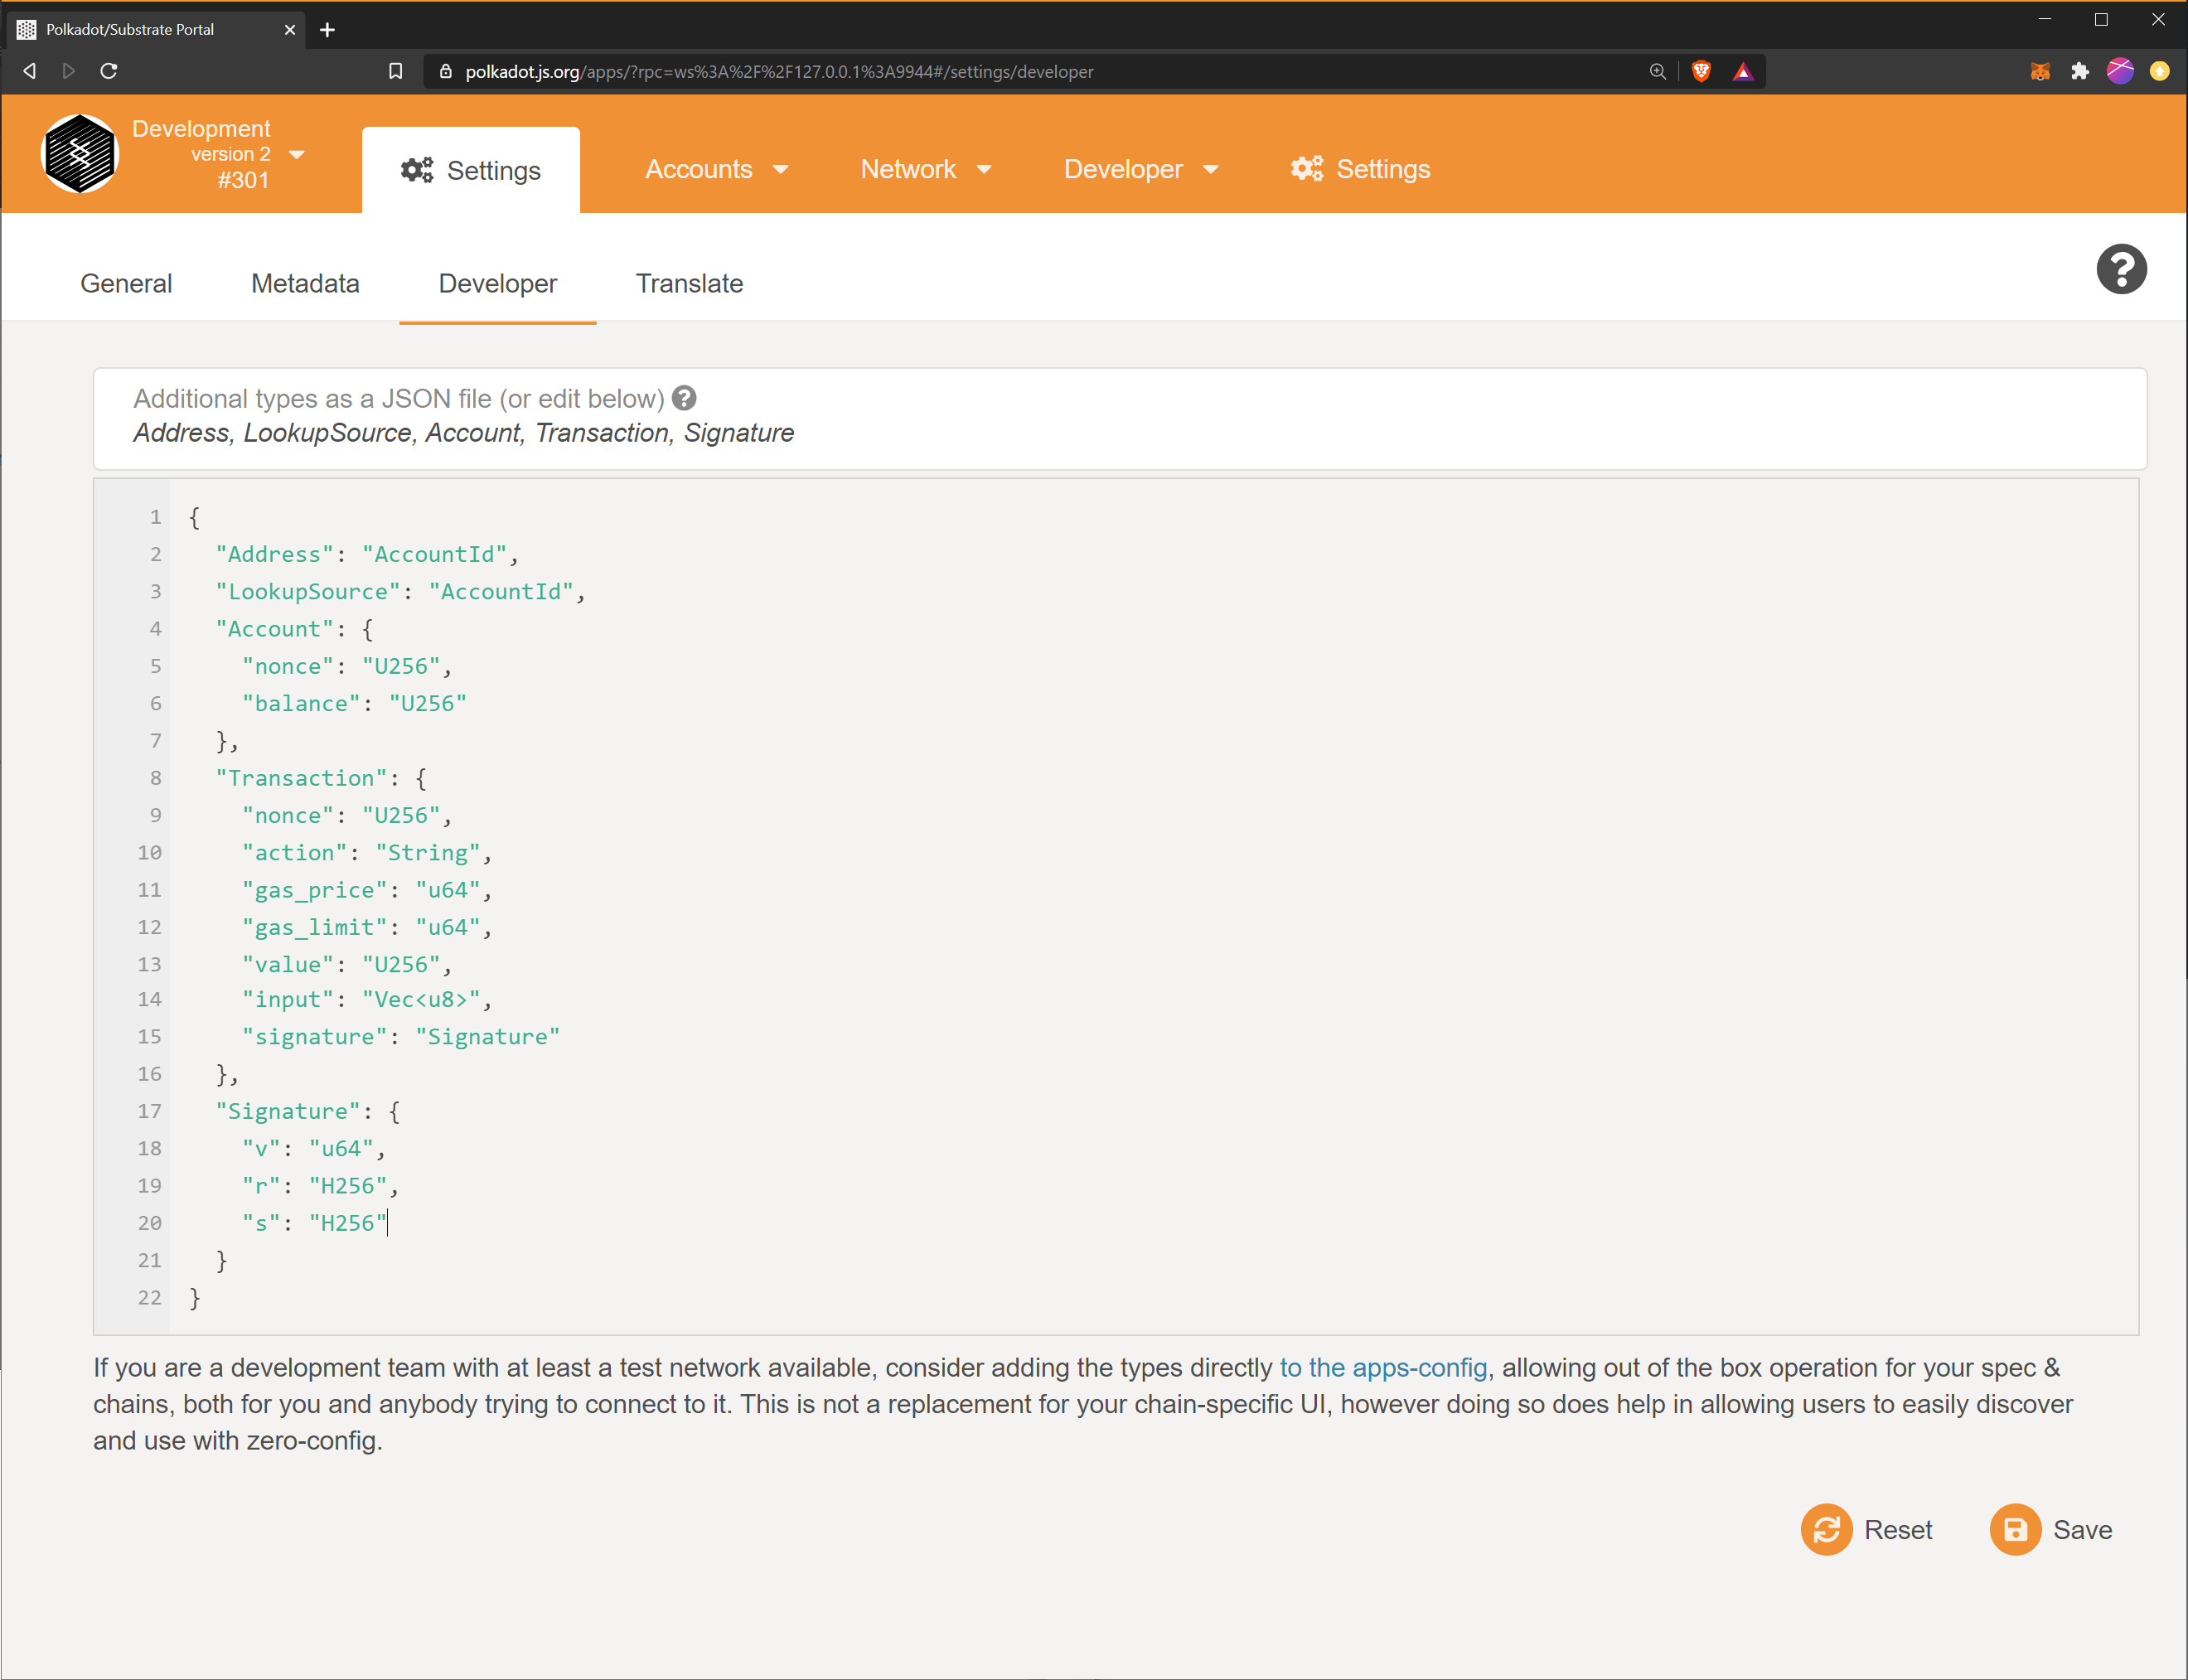 Polkadot/Substrate Portal
polkadot.js.org/apps/?rpc=ws%3A%2F%2F127.0.0.1%3A9944#/settings/developer
Development
version 2
#301
Settings
Accounts
Network
Developer
Settings
General
Metadata
Developer
Translate
Additional types as a JSON file (or edit below)
Address, LookupSource, Account, Transaction, Signature
1 {
2 "Address": "AccountId",
3 "LookupSource": "AccountId",
4 "Account": {
5 "nonce": "U256",
6 "balance": "U256"
7 },
8 "Transaction": {
9 "nonce": "U256",
10 "action": "String",
11 "gas_price": "u64",
12 "gas_limit": "u64",
13 "value": "U256",
14 "input": "Vec<u8>",
15 "signature": "Signature"
16 },
17 "Signature": {
18 "v": "u64",
19 "r": "H256",
20 "s": "H256"
21 }
22 }
If you are a development team with at least a test network available, consider adding the types directly to the apps-config, allowing out of the box operation for your spec &
chains, both for you and anybody trying to connect to it. This is not a replacement for your chain-specific UI, however doing so does help in allowing users to easily discover
and use with zero-config.
Reset
Save